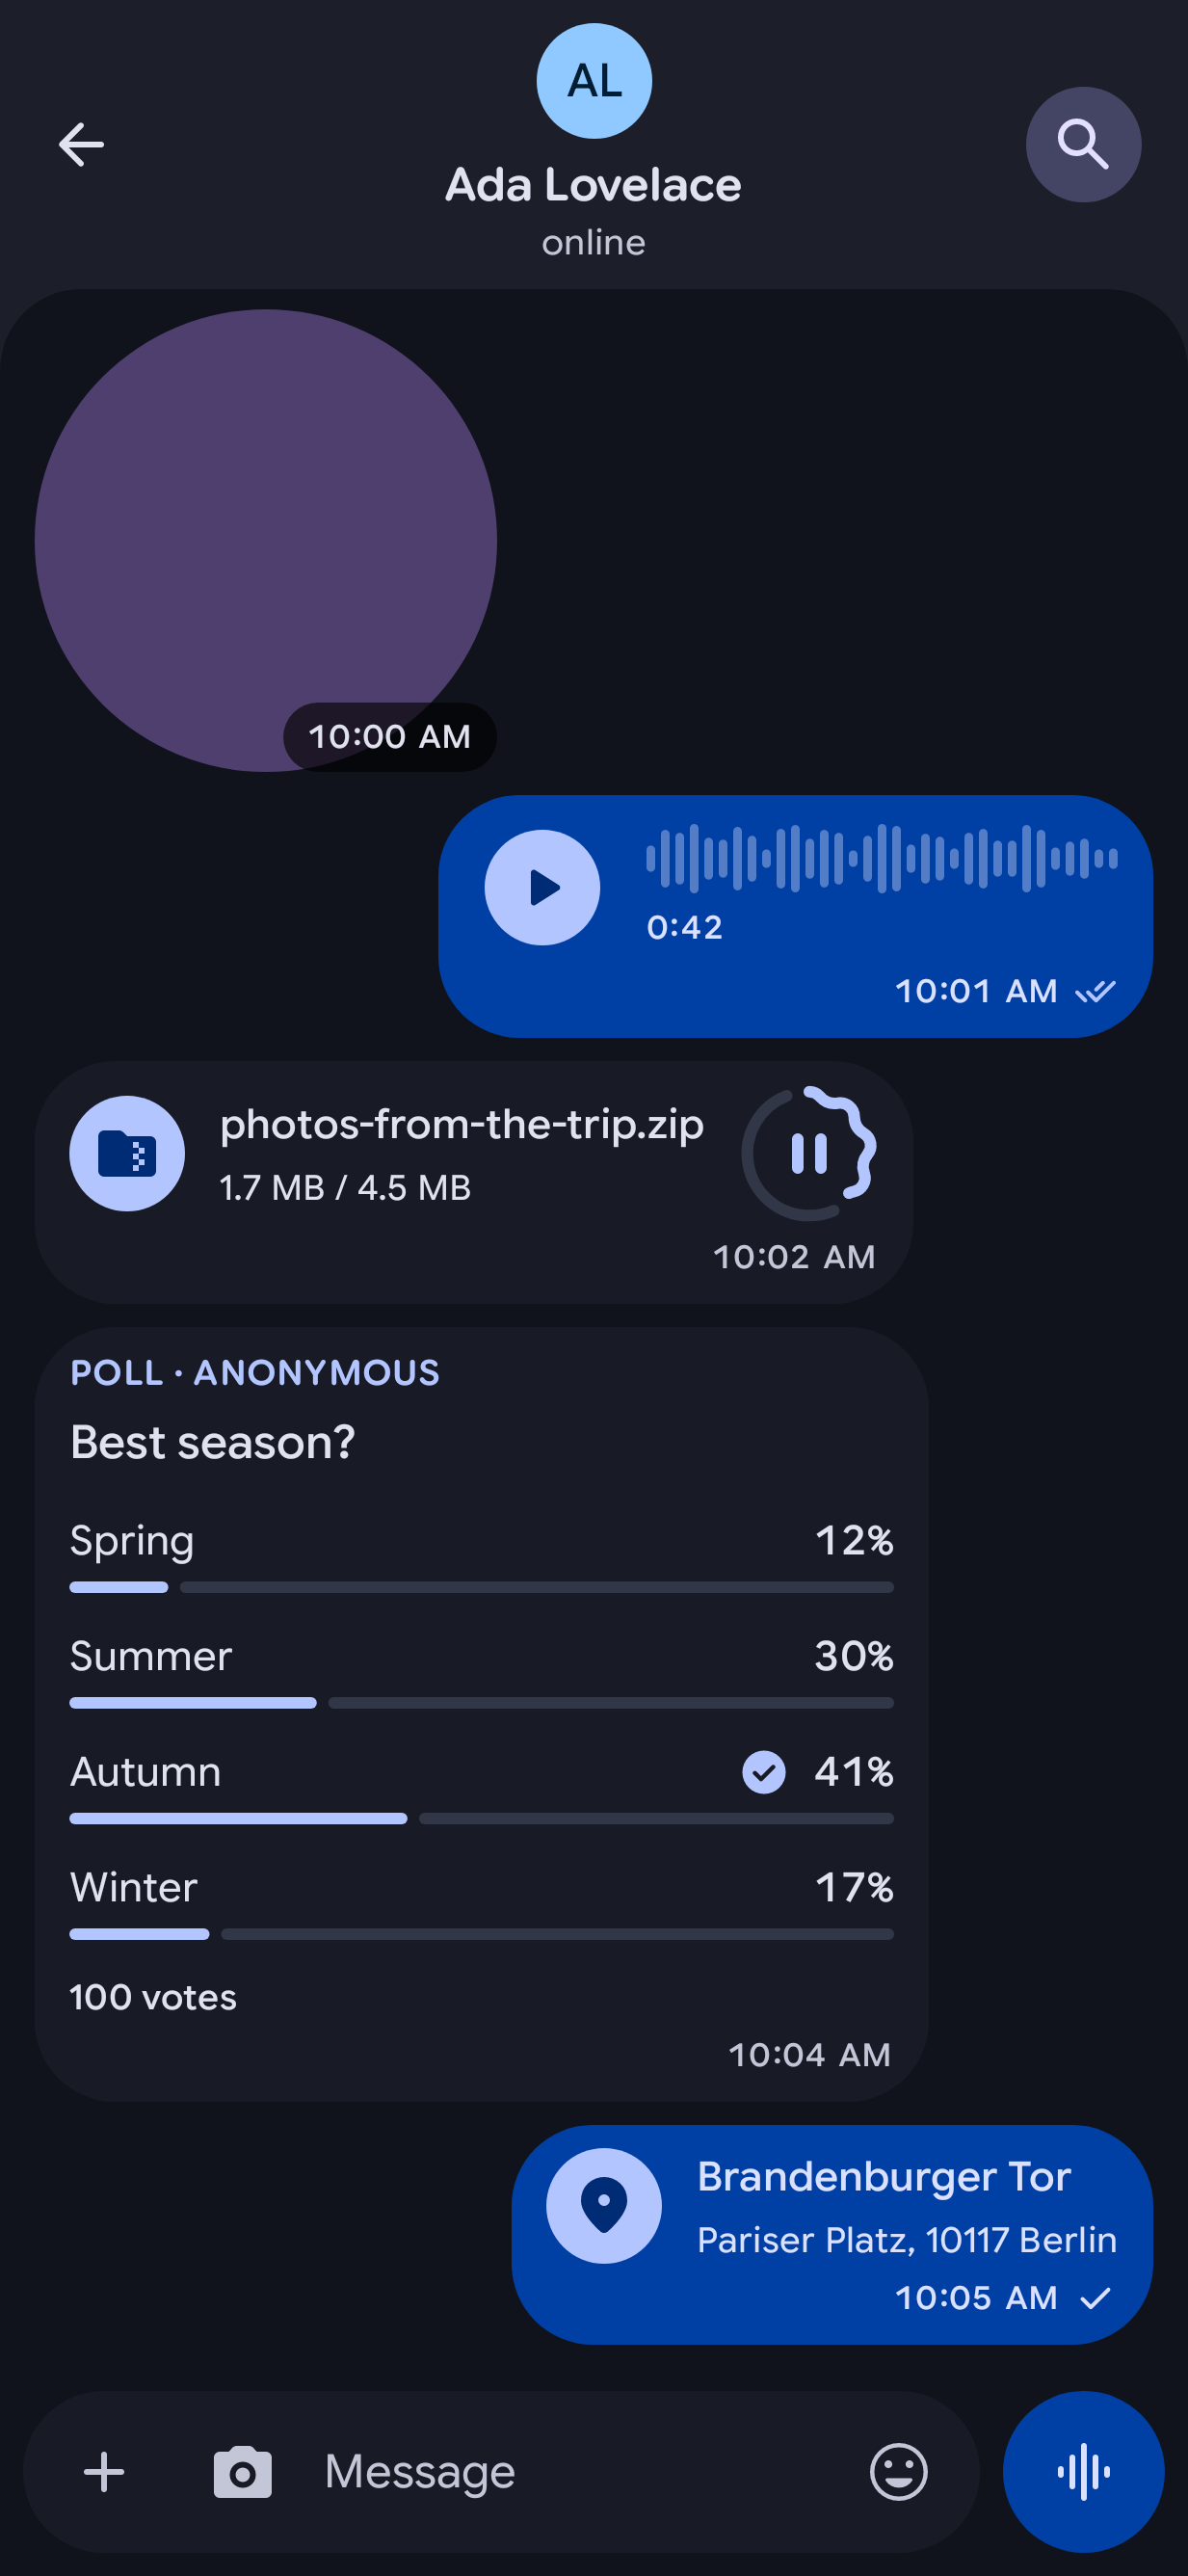 AL
Ada Lovelace
online
10:00 AM
0:42
10:01 AM
photos-from-the-trip.zip
1.7 MB / 4.5 MB
10:02 AM
POLL · ANONYMOUS
Best season?
Spring 12%
Summer 30%
Autumn 41%
Winter 17%
100 votes
10:04 AM
Brandenburger Tor
Pariser Platz, 10117 Berlin
10:05 AM
Message